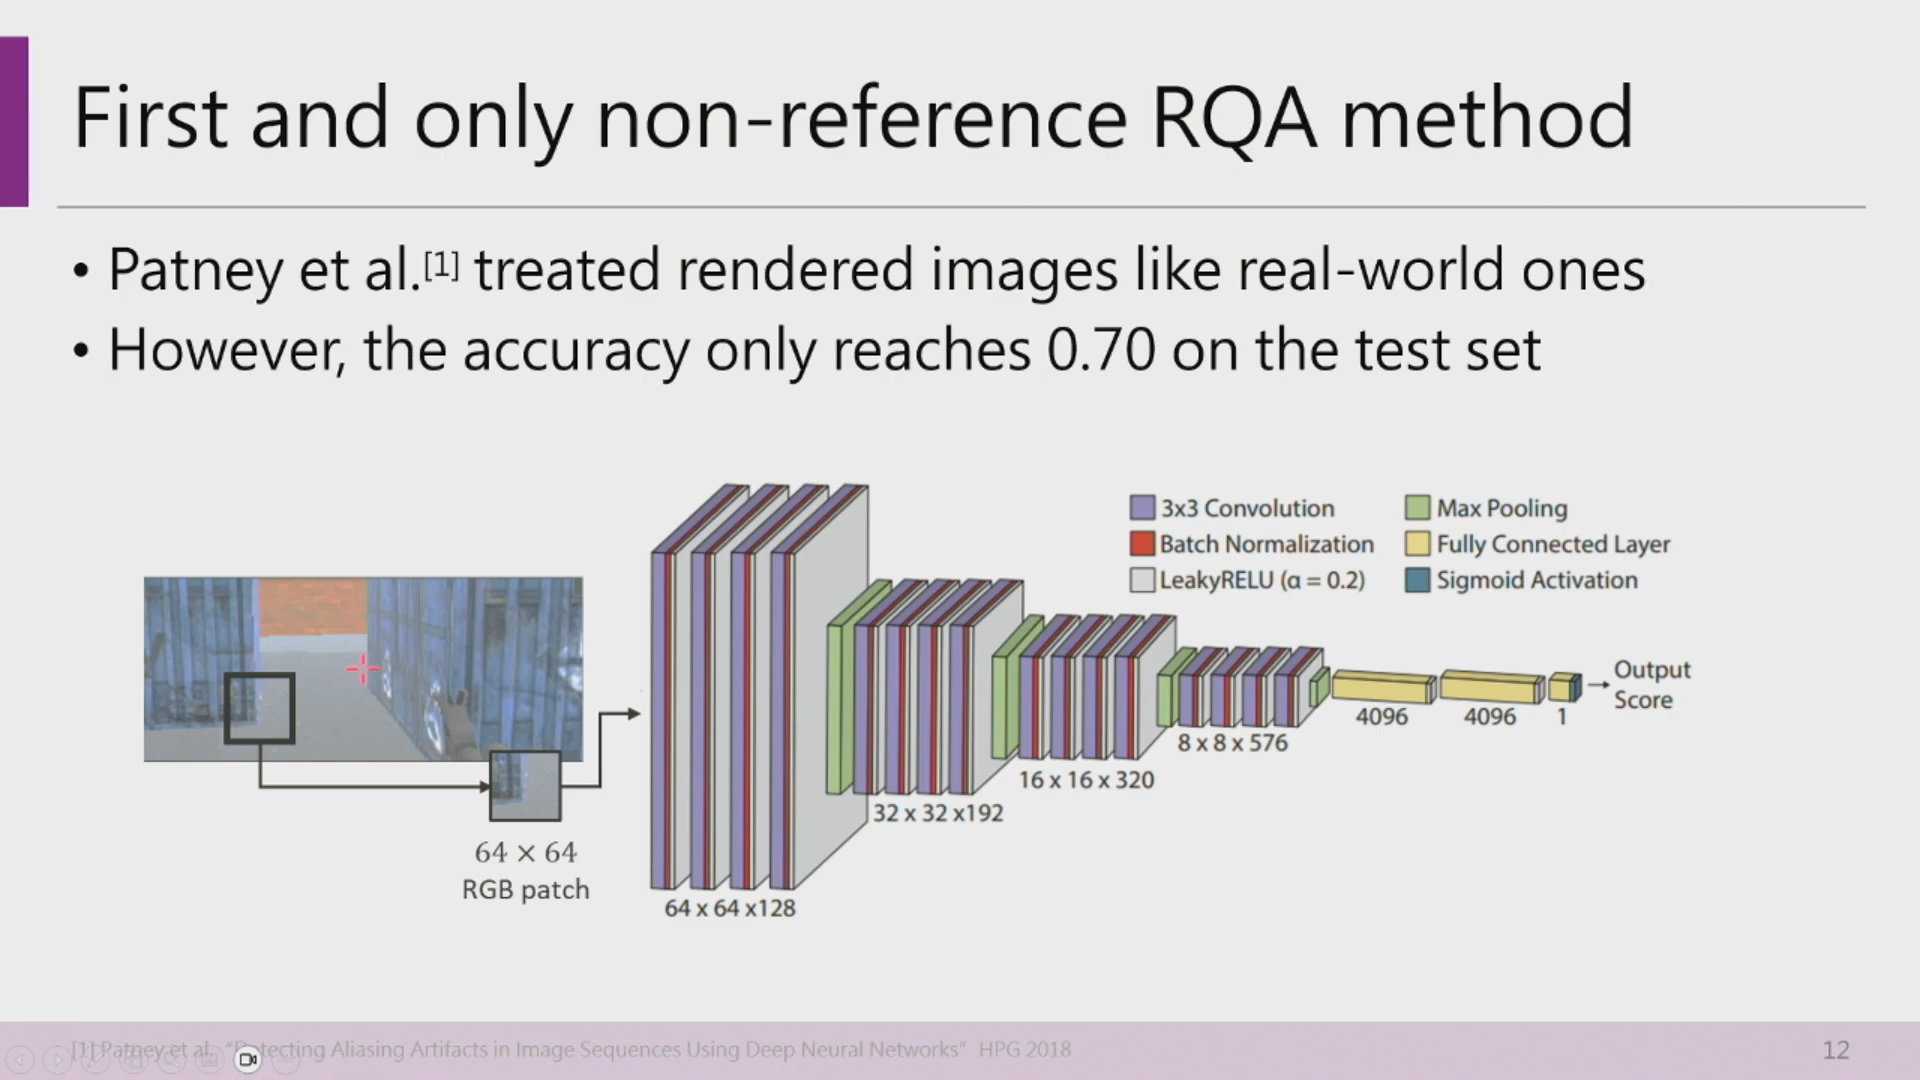 First and only non-reference RQA method
• Patney et al.[1] treated rendered images like real-world ones
• However, the accuracy only reaches 0.70 on the test set
3x3 Convolution
Max Pooling
Batch Normalization
Fully Connected Layer
LeakyRELU (α = 0.2)
Sigmoid Activation
Output
Score
4096
4096
1
8 x 8 x 576
16 x 16 x 320
32 x 32 x192
64 × 64
RGB patch
64 x 64 x128
[1] Patney et al. "Detecting Aliasing Artifacts in Image Sequences Using Deep Neural Networks" HPG 2018
12